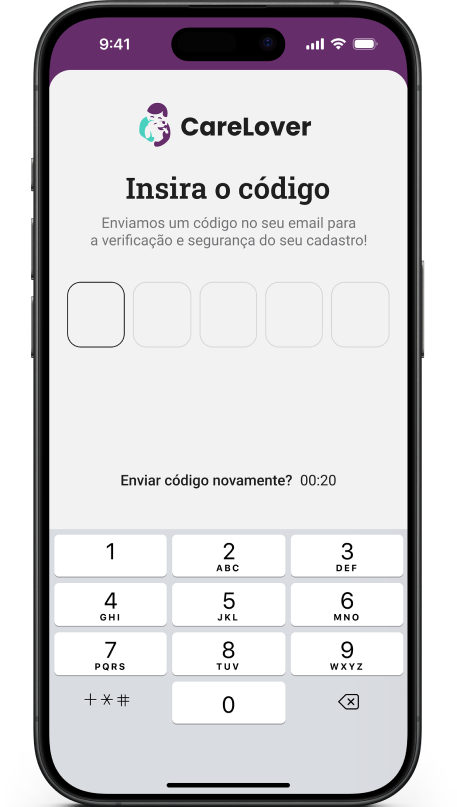 9:41
CareLover
Insira o código
Enviamos um código no seu email para
a verificação e segurança do seu cadastro!
Enviar código novamente? 00:20
1 2 3
ABC DEF
4 5 6
GHI JKL MNO
7 8 9
PQRS TUV WXYZ
+*# 0